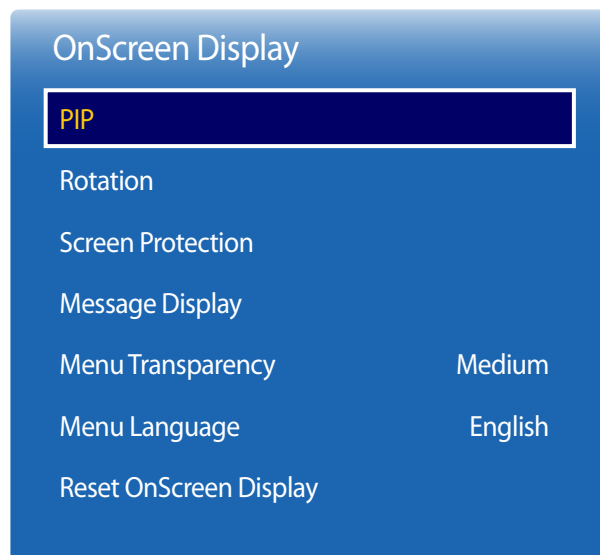 OnScreen Display
PIP
Rotation
Screen Protection
Message Display
Menu Transparency Medium
Menu Language English
Reset OnScreen Display